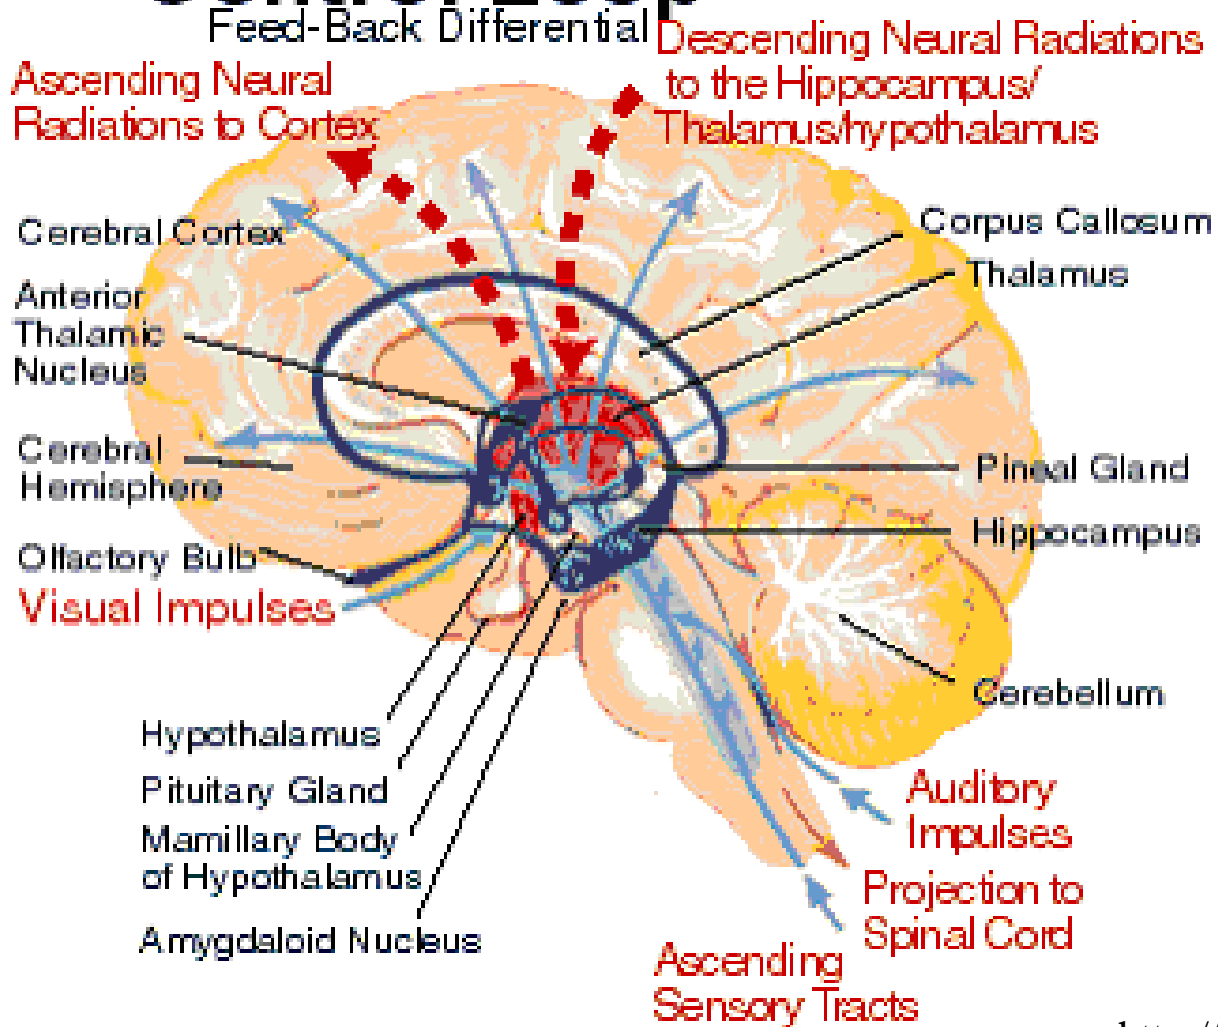 Control Loop
Feed-Back Differential
Descending Neural Radiations
to the Hippocampus/
Thalamus/hypothalamus
Ascending Neural
Radiations to Cortex
Cerebral Cortex
Corpus Callosum
Thalamus
Anterior
Thalamic
Nucleus
Cerebral
Hemisphere
Pineal Gland
Hippocampus
Olfactory Bulb
Visual Impulses
Cerebellum
Hypothalamus
Pituitary Gland
Mamillary Body
of Hypothalamus
Amygdaloid Nucleus
Auditory
Impulses
Projection to
Spinal Cord
Ascending
Sensory Tracts